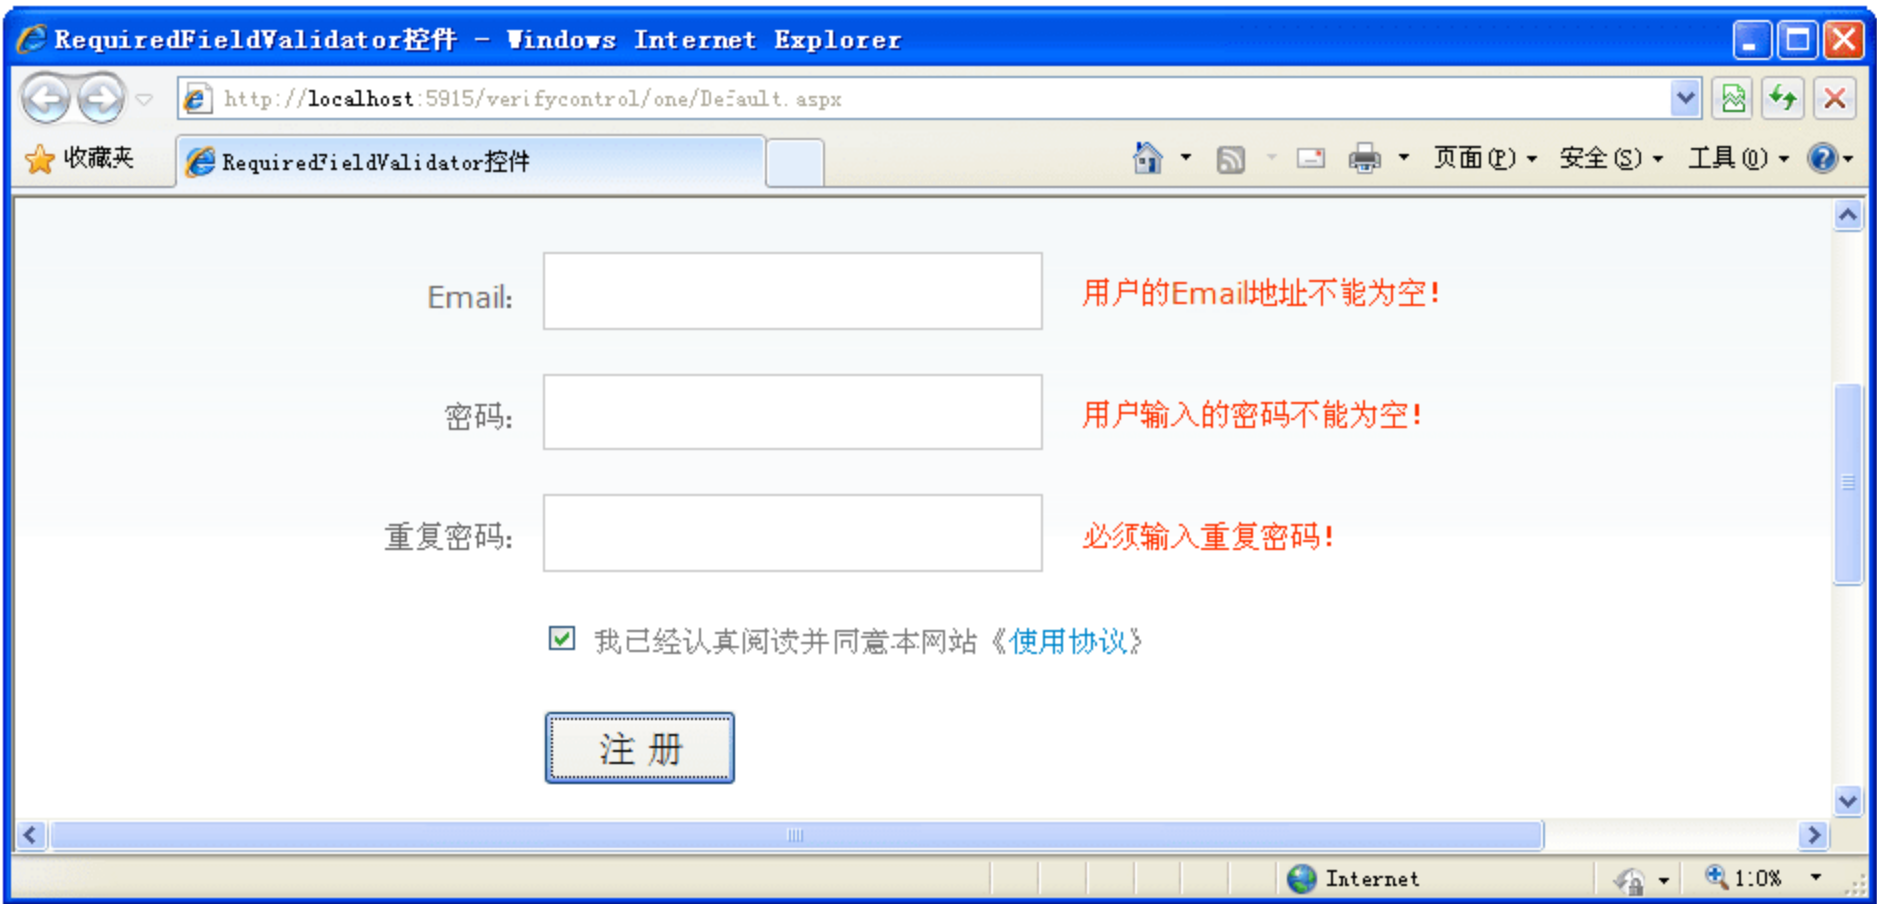 RequiredFieldValidator控件 - Windows Internet Explorer
http://localhost:5915/verifycontrol/one/Default.aspx
收藏夹
RequiredFieldValidator控件
页面(P)
安全(S)
工具(O)
Email:
用户的Email地址不能为空!
密码:
用户输入的密码不能为空!
重复密码:
必须输入重复密码!
我已经认真阅读并同意本网站《使用协议》
注 册
Internet